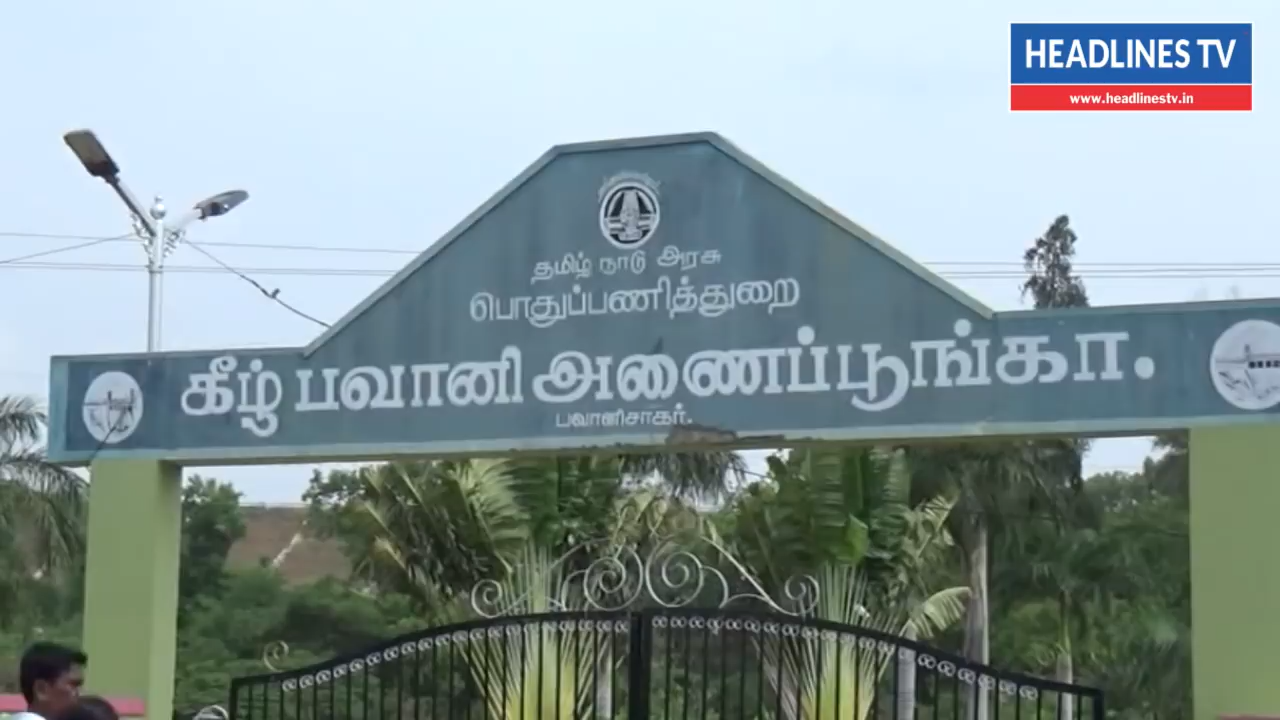 HEADLINES TV
www.headlinestv.in
தமிழ் நாடு அரசு
பொதுப்பணித்துறை
கீழ் பவானி அணைப்பூங்கா.
பவானிசாகர்.